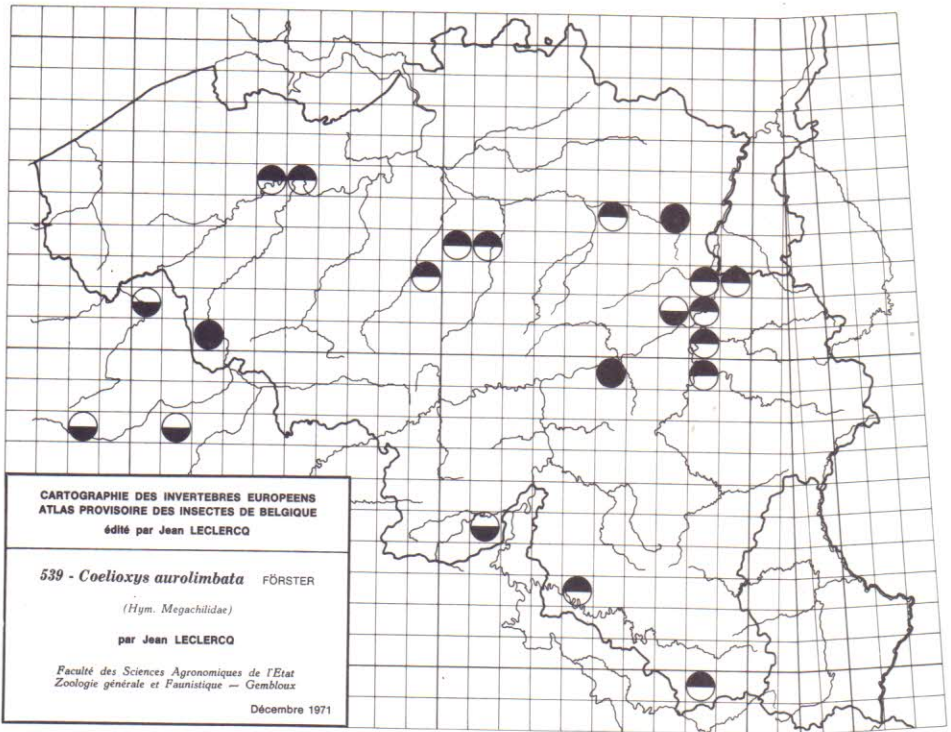 CARTOGRAPHIE DES INVERTEBRES EUROPEENS
ATLAS PROVISOIRE DES INSECTES DE BELGIQUE
édité par Jean LECLERCQ
539 - Coelioxys aurolimbata FÖRSTER
(Hym. Megachilidae)
par Jean LECLERCQ
Faculté des Sciences Agronomiques de l'Etat
Zoologie générale et Faunistique — Gembloux
Décembre 1971